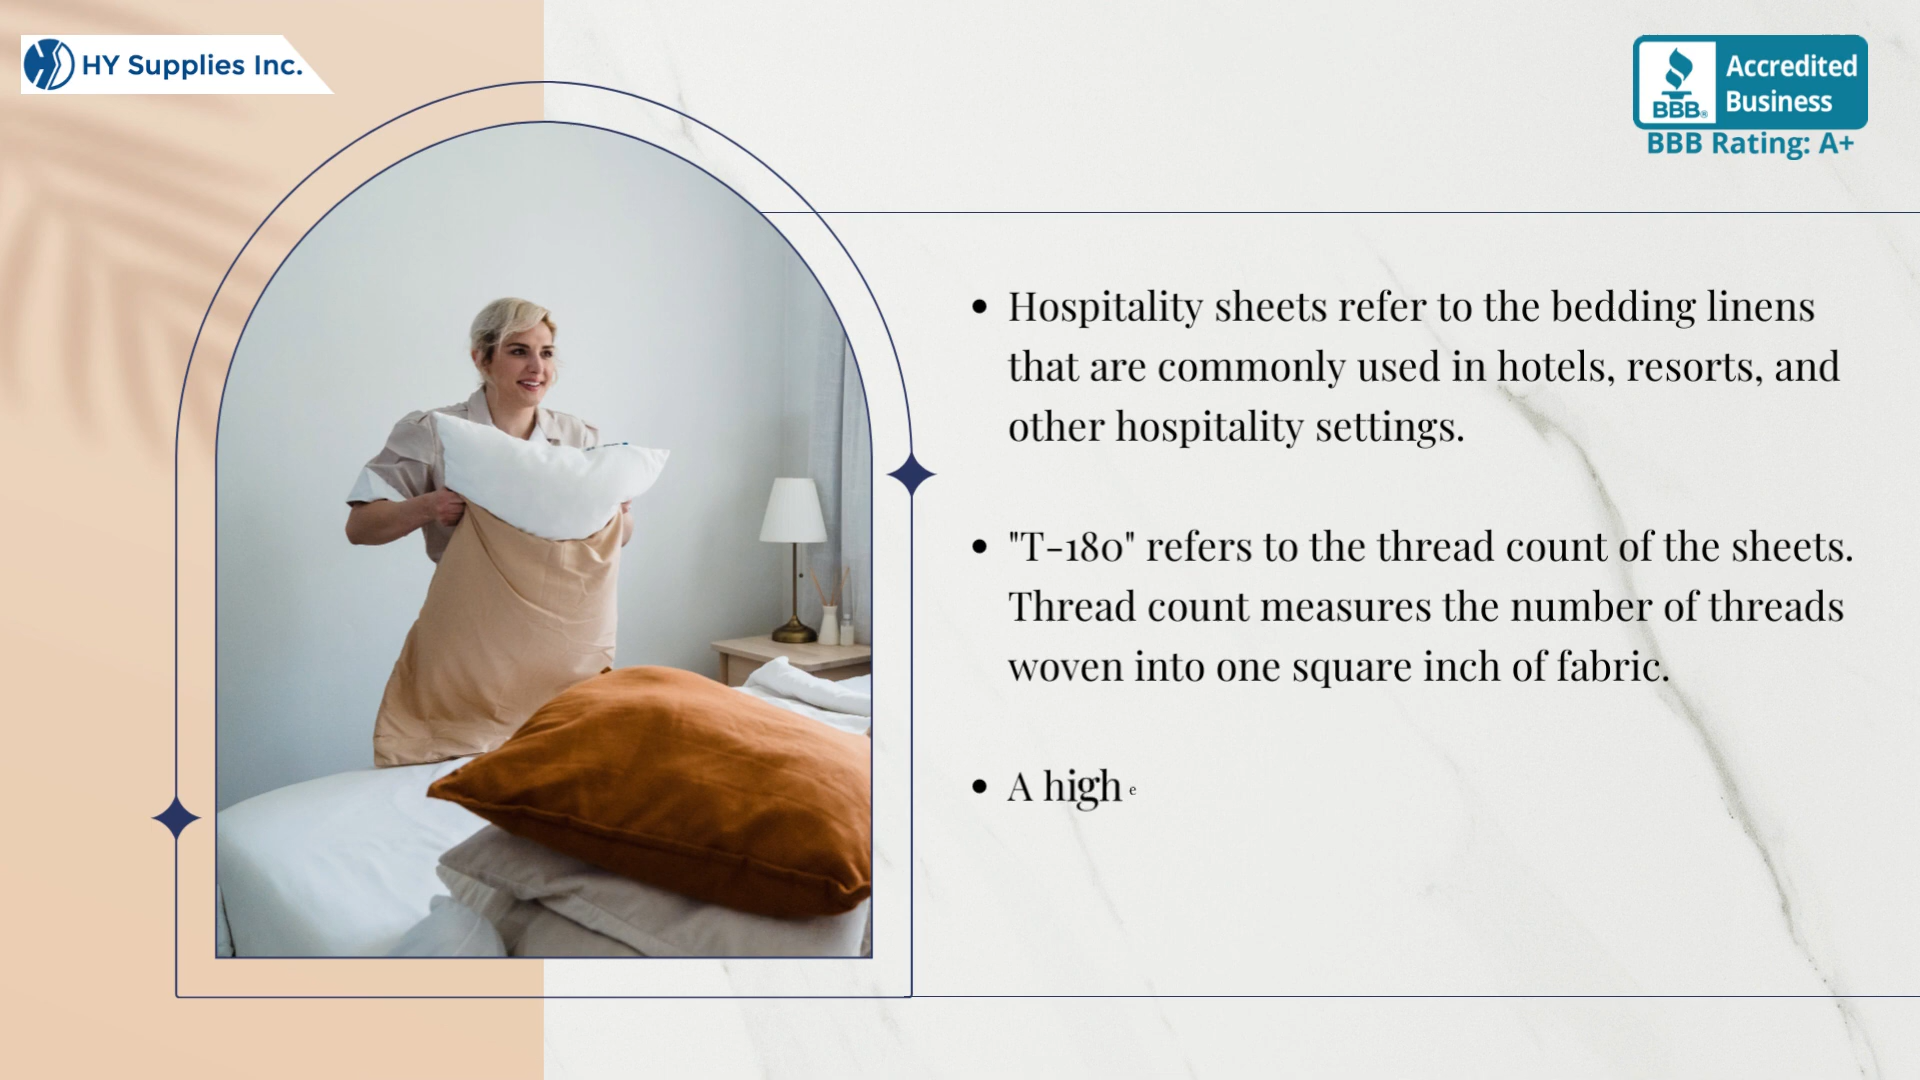 HY Supplies Inc.
Accredited
Business
BBB®
BBB Rating: A+
• Hospitality sheets refer to the bedding linens
that are commonly used in hotels, resorts, and
other hospitality settings.
• "T-180" refers to the thread count of the sheets.
Thread count measures the number of threads
woven into one square inch of fabric.
• A high e